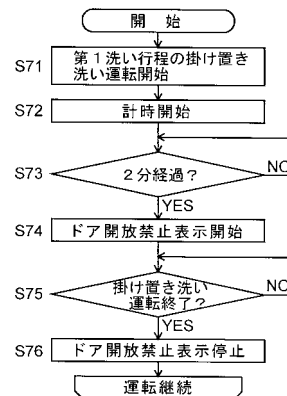 開 始
S71 第１洗い行程の掛け置き
洗い運転開始
S72 計時開始
S73 ２分経過？ NO
YES
S74 ドア開放禁止表示開始
掛け置き洗い
S75 運転終了？ NO
YES
S76 ドア開放禁止表示停止
運転継続